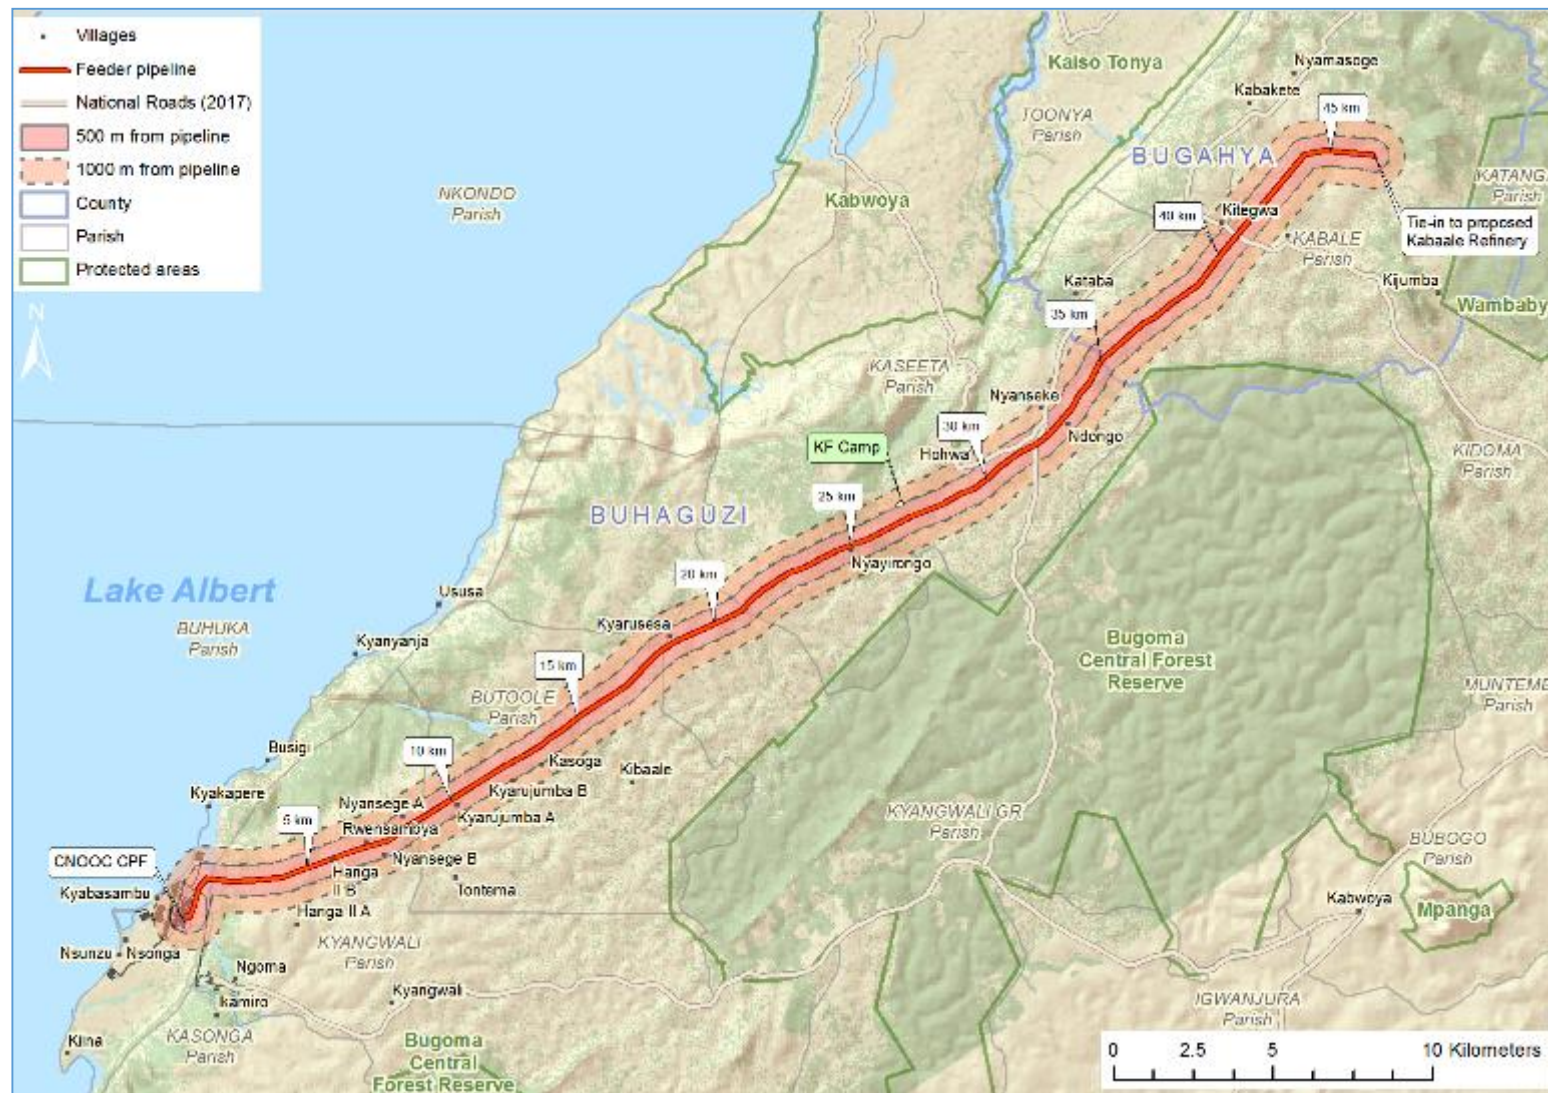 Villages
Feeder pipeline
National Roads (2017)
500 m from pipeline
1000 m from pipeline
County
Parish
Protected areas
N
Kaiso Tonya
Nyamasoge
Kabakete
45 km
TOONYA
Parish
BUGAHYA
KATANGA
Parish
NKONDO
Parish
Kabwoya
40 km
Kitegwa
KABALE
Parish
Tie-in to proposed
Kabaale Refinery
Kijumba
Wambaby
Kataba
35 km
KASEETA
Parish
Nyanseke
30 km
Ndongo
Hohwa
KF Camp
KIDOMA
Parish
25 km
BUHAGUZI
Nyayirongo
20 km
Lake Albert
Ususa
BUHUKA
Parish
Kyarusesa
Kyanyanja
Bugoma
Central Forest
Reserve
15 km
BUTOOLE
Parish
MUNTEME
Parish
Busigi
10 km
Kasoga
Kibaale
Kyakapere
Nyansege A
Kyarujumba B
Kyarujumba A
5 km
Rwensambya
KYANGWALI GR
Parish
BUBOGO
Parish
CNOOC CPF
Nyansege B
Hanga
II B
Tontema
Kyabasambu
Kabwoya
Mpanga
Hanga II A
KYANGWALI
Parish
Nsunzu
Nsonga
Ngoma
Ikamiro
Kyangwali
IGWANJURA
Parish
KASONGA
Parish
Kiina
Bugoma
Central
Forest Reserve
0 2.5 5 10 Kilometers